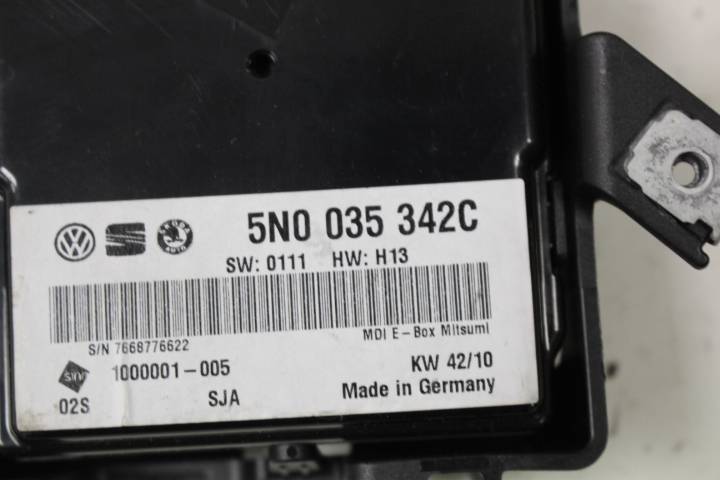 5N0 035 342C
SW: 0111 HW: H13
S/N 7668776622
MDI E-Box Mitsumi
1000001-005
KW 42/10
02S
SJA
Made in Germany